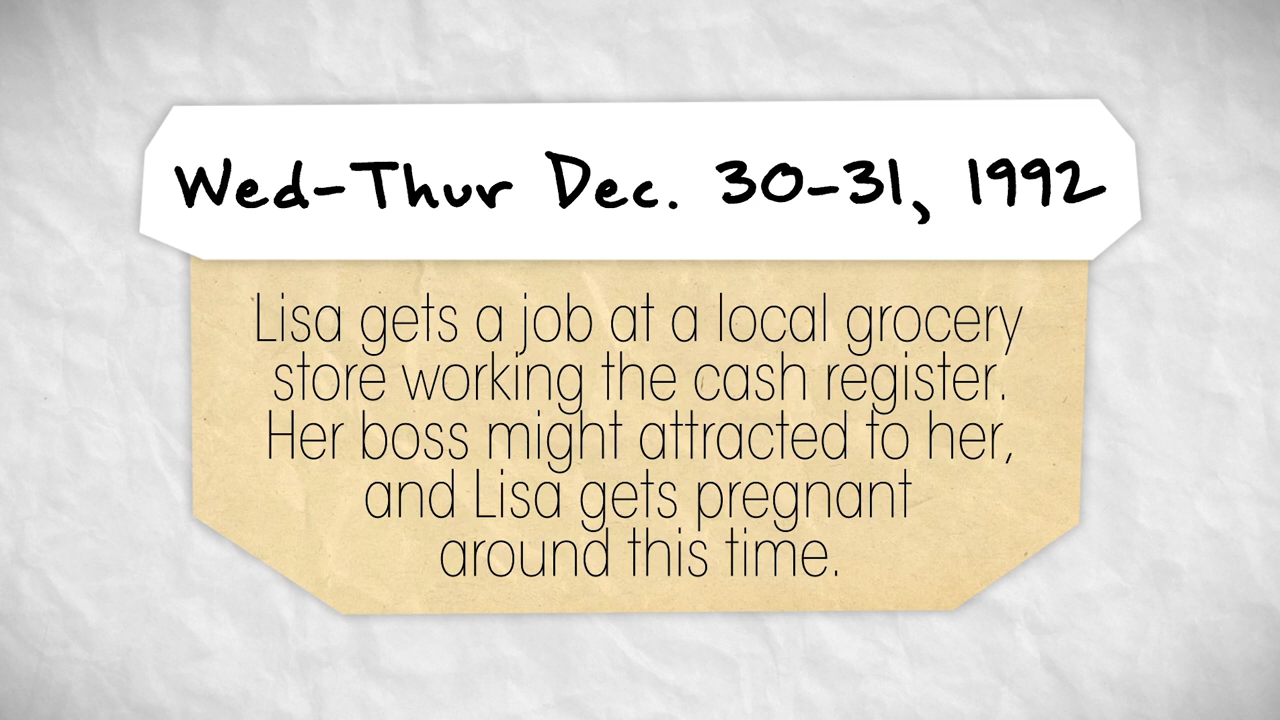 Wed-Thur Dec. 30-31, 1992
Lisa gets a job at a local grocery
store working the cash register.
Her boss might attracted to her,
and Lisa gets pregnant
around this time.